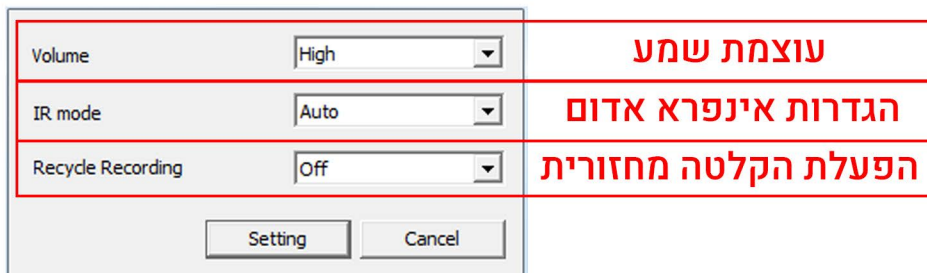 Volume High עוצמת שמע
IR mode Auto הגדרות אינפרא אדום
Recycle Recording Off הפעלת הקלטה מחזורית
Setting Cancel